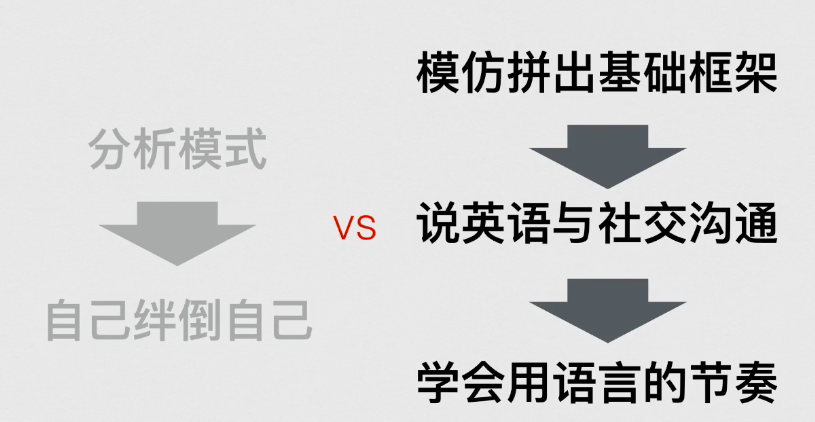 分析模式
自己绊倒自己
vs
模仿拼出基础框架
说英语与社交沟通
学会用语言的节奏